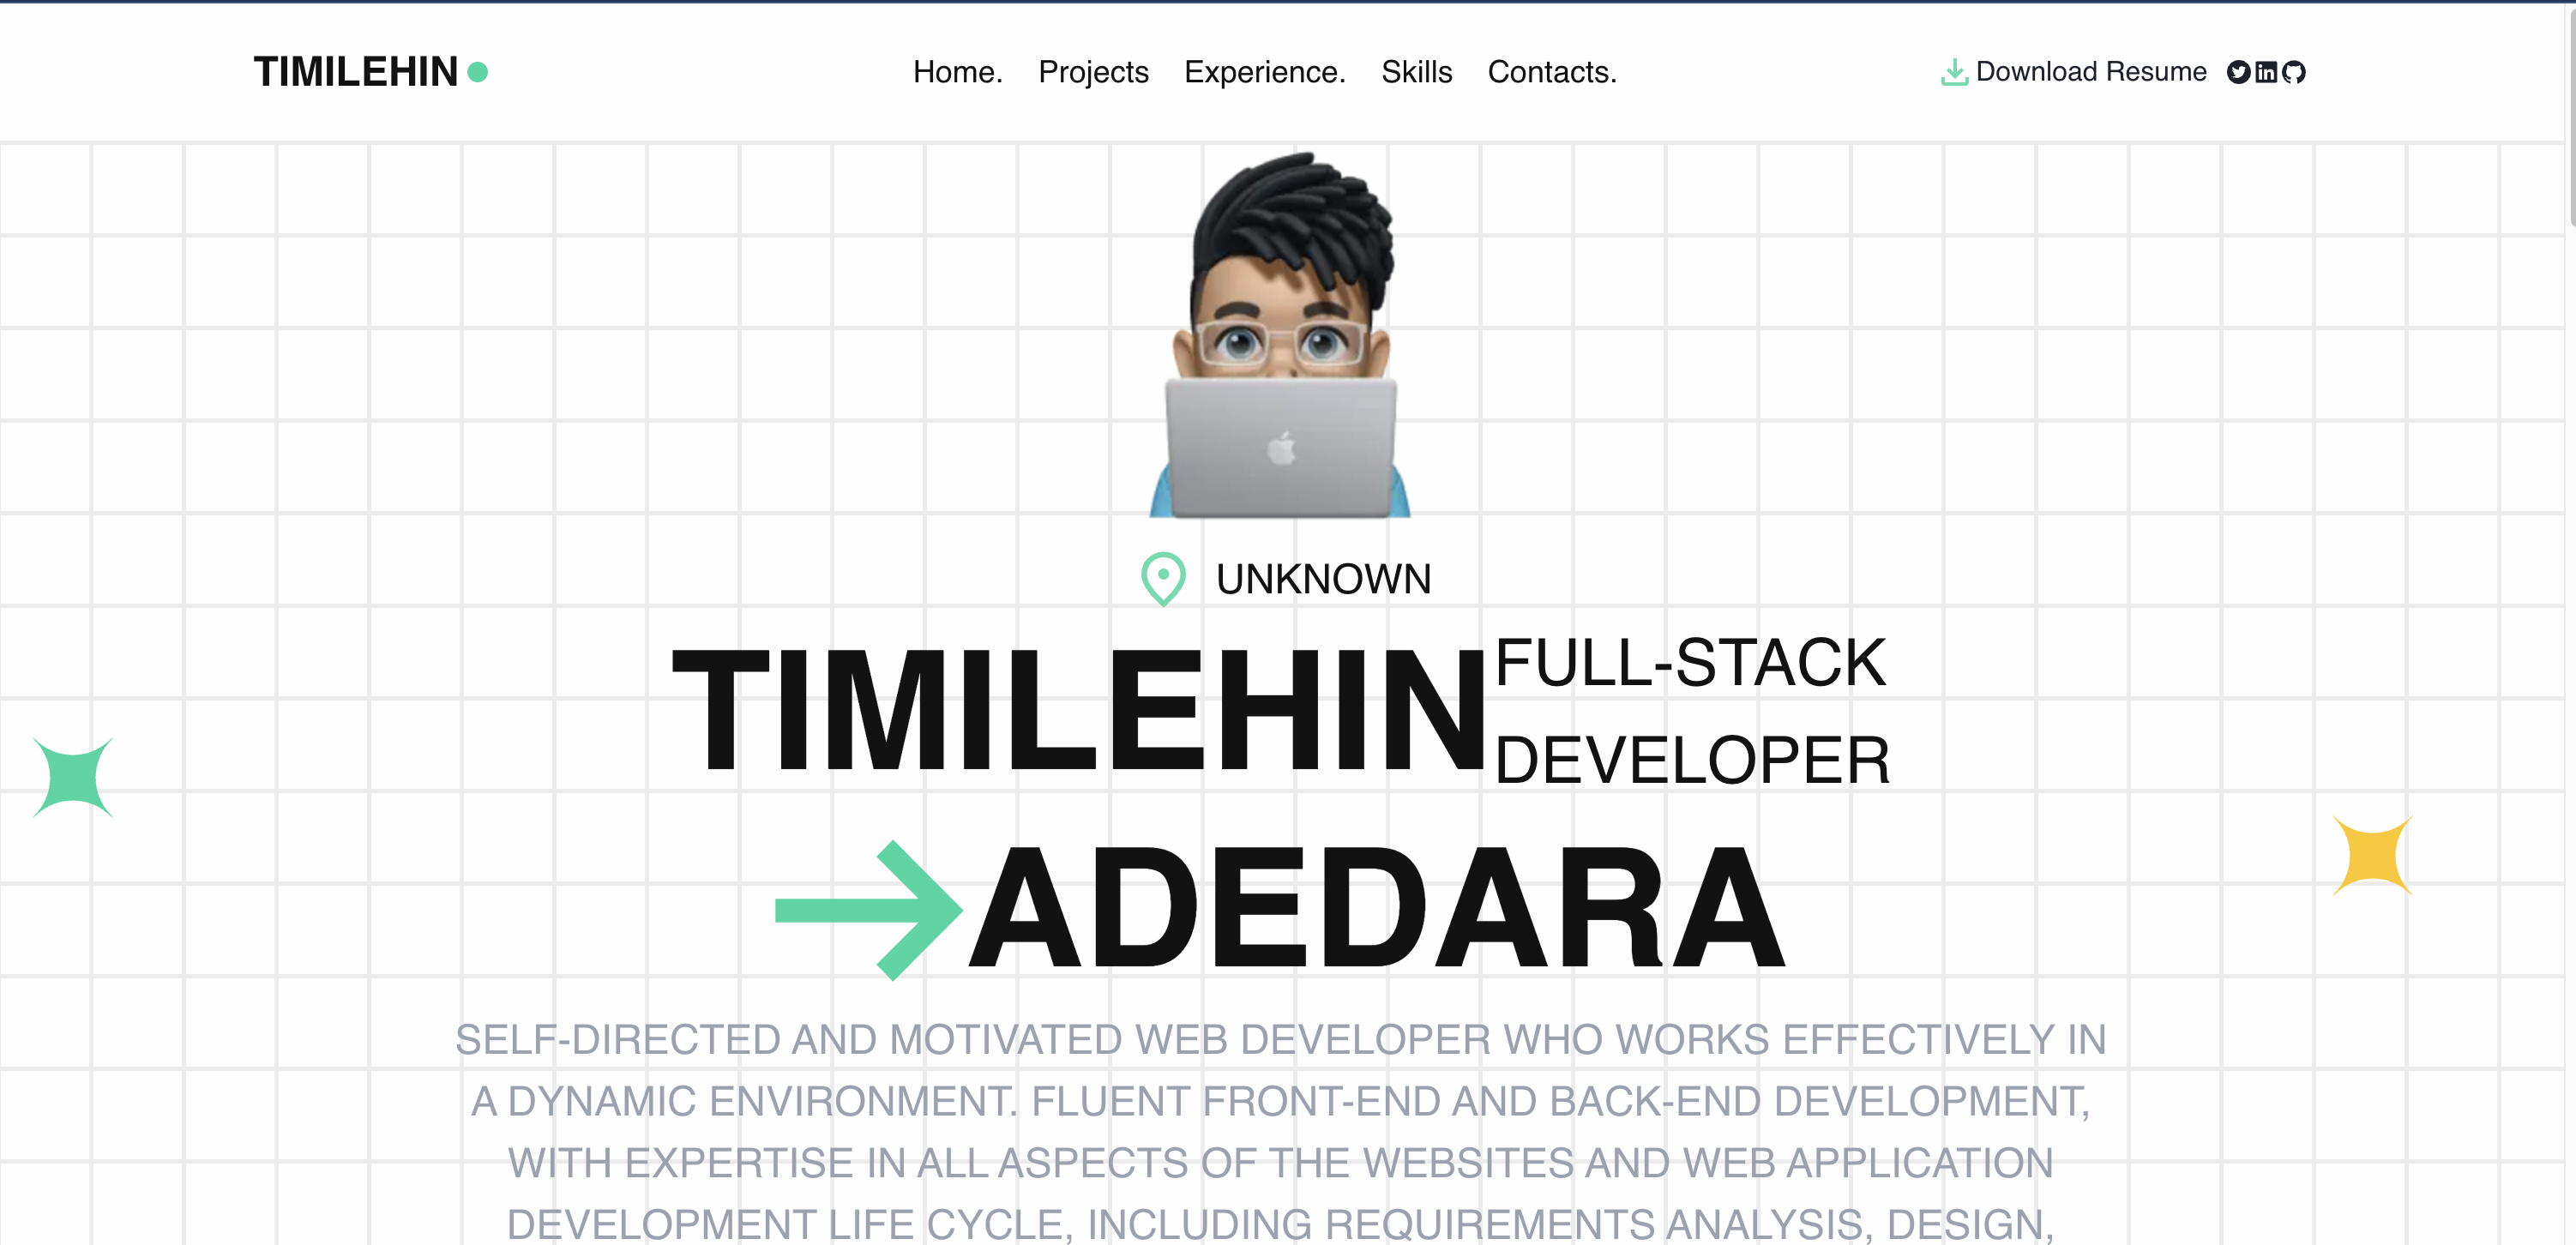 TIMILEHIN
Home. Projects Experience. Skills Contacts.
Download Resume
UNKNOWN
TIMILEHIN
FULL-STACK
DEVELOPER
ADEDARA
SELF-DIRECTED AND MOTIVATED WEB DEVELOPER WHO WORKS EFFECTIVELY IN
A DYNAMIC ENVIRONMENT. FLUENT FRONT-END AND BACK-END DEVELOPMENT,
WITH EXPERTISE IN ALL ASPECTS OF THE WEBSITES AND WEB APPLICATION
DEVELOPMENT LIFE CYCLE, INCLUDING REQUIREMENTS ANALYSIS, DESIGN,